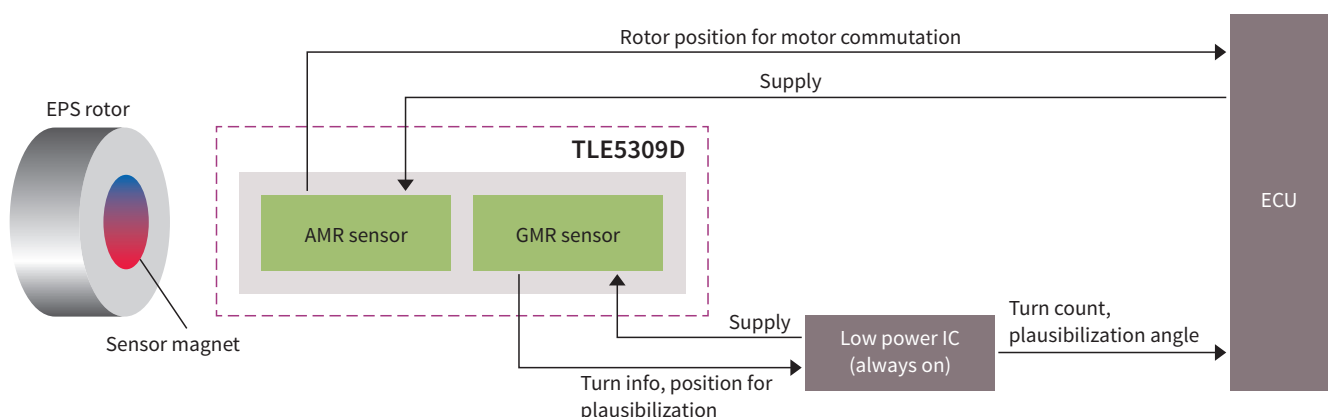 Rotor position for motor commutation
Supply
EPS rotor
TLE5309D
AMR sensor
GMR sensor
ECU
Sensor magnet
Supply
Low power IC
(always on)
Turn count,
plausibilization angle
Turn info, position for
plausibilization